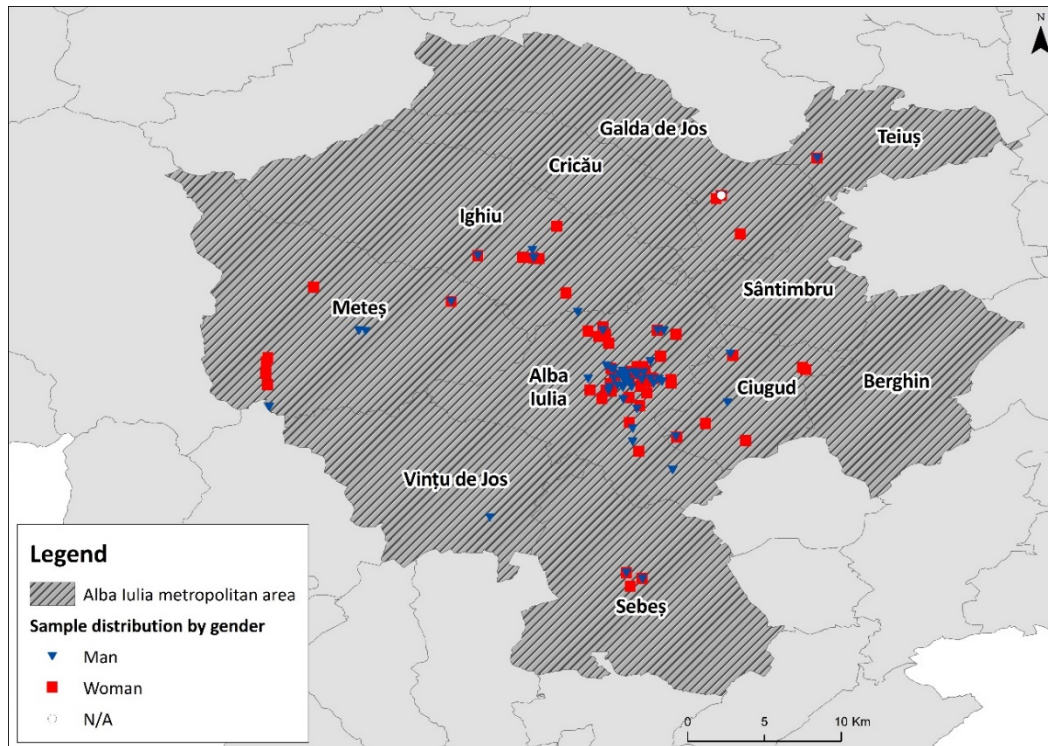 N
Galda de Jos
Teiuș
Cricău
Ighiu
Sântimbru
Meteș
Alba
Iulia
Ciugud
Berghin
Vințu de Jos
Sebeș
Legend
Alba Iulia metropolitan area
Sample distribution by gender
Man
Woman
N/A
0 5 10 Km